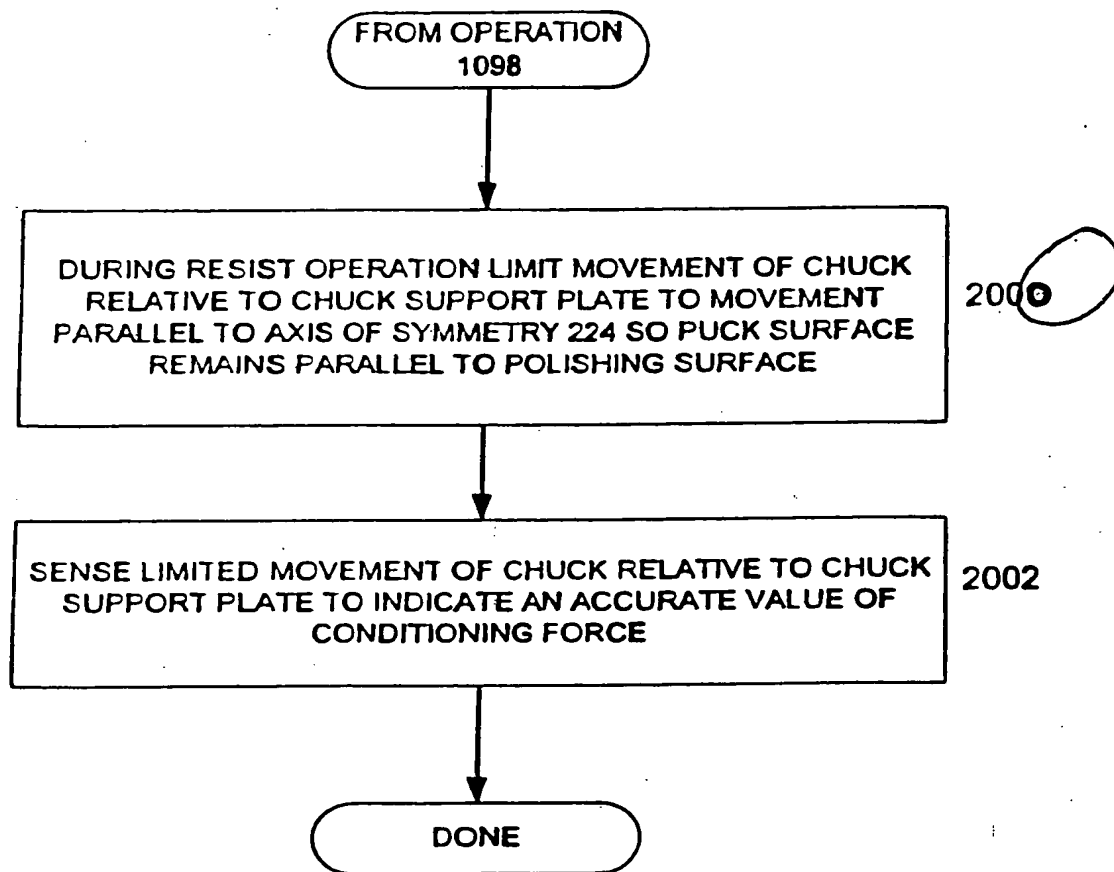 FROM OPERATION
1098
DURING RESIST OPERATION LIMIT MOVEMENT OF CHUCK
RELATIVE TO CHUCK SUPPORT PLATE TO MOVEMENT
PARALLEL TO AXIS OF SYMMETRY 224 SO PUCK SURFACE
REMAINS PARALLEL TO POLISHING SURFACE
2000
SENSE LIMITED MOVEMENT OF CHUCK RELATIVE TO CHUCK
SUPPORT PLATE TO INDICATE AN ACCURATE VALUE OF
CONDITIONING FORCE
2002
DONE